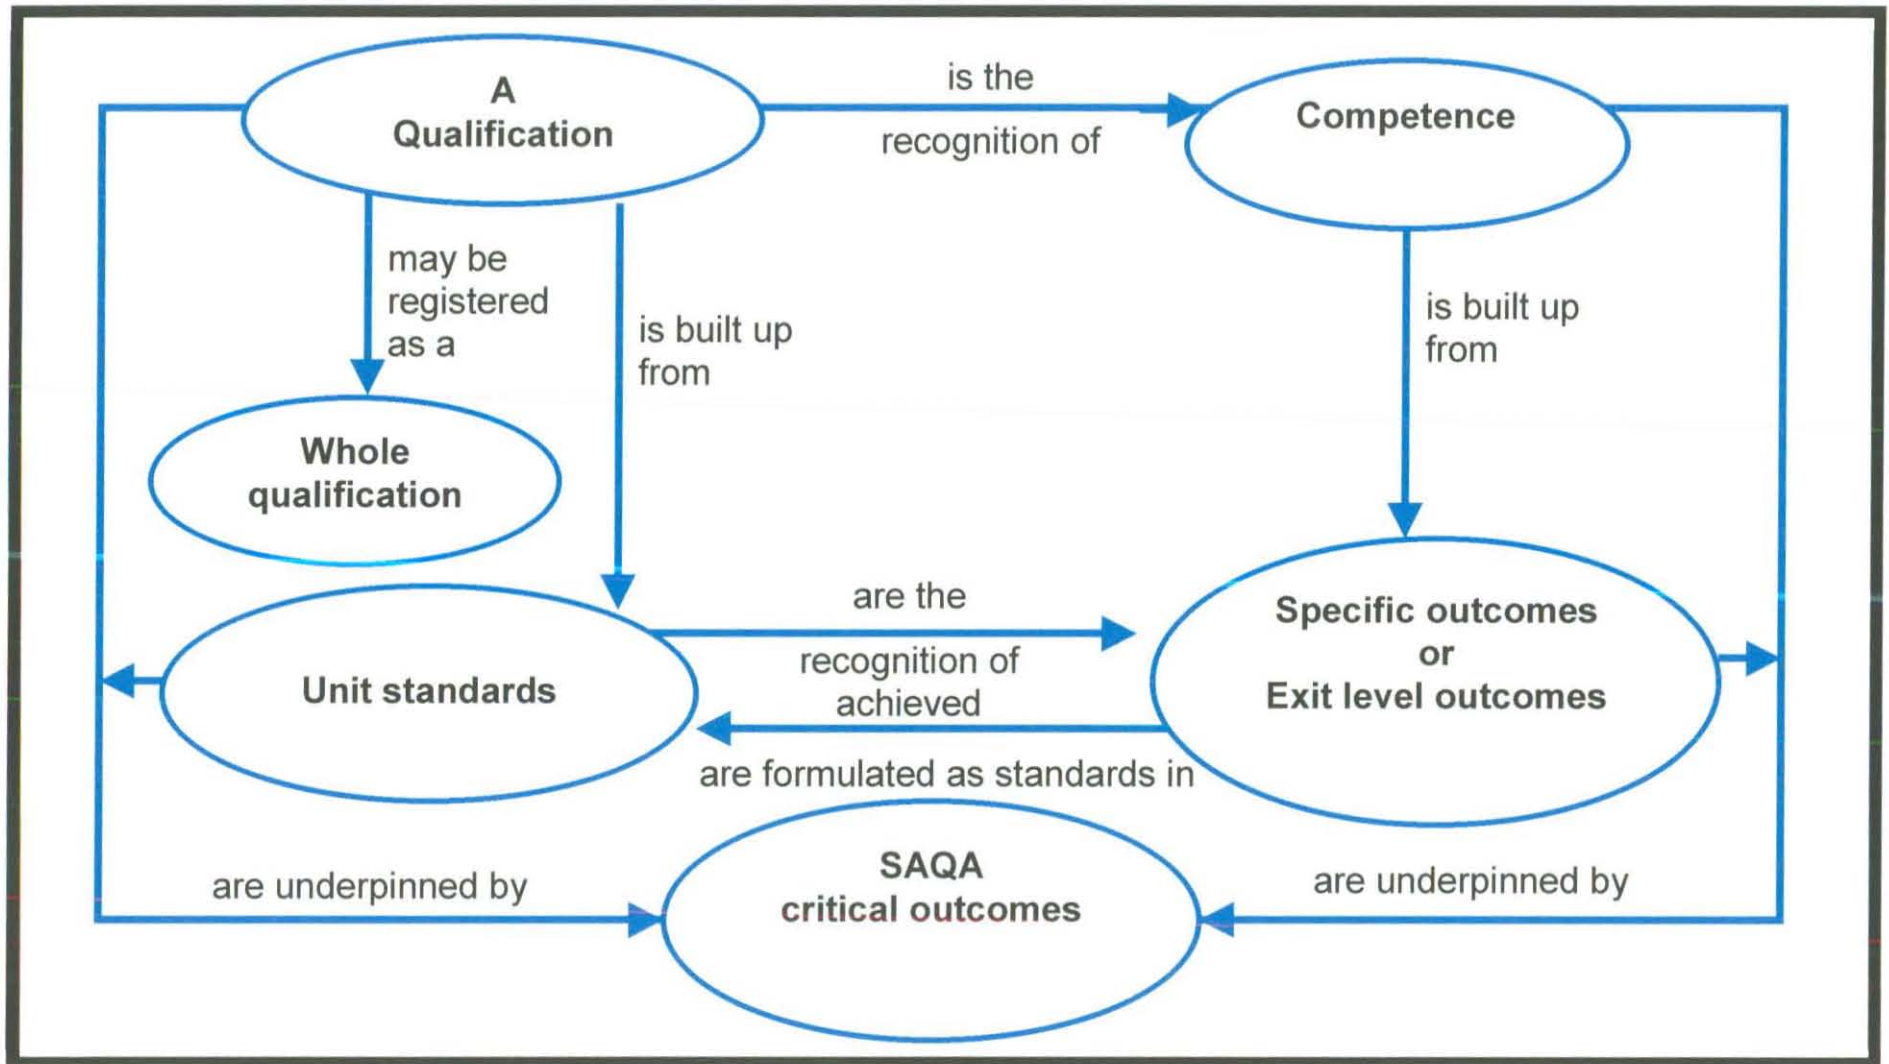 A
Qualification
is the
recognition of
Competence
may be
registered
as a
is built up
from
is built up
from
Whole
qualification
Unit standards
are the
recognition of
achieved
are formulated as standards in
Specific outcomes
or
Exit level outcomes
are underpinned by
SAQA
critical outcomes
are underpinned by